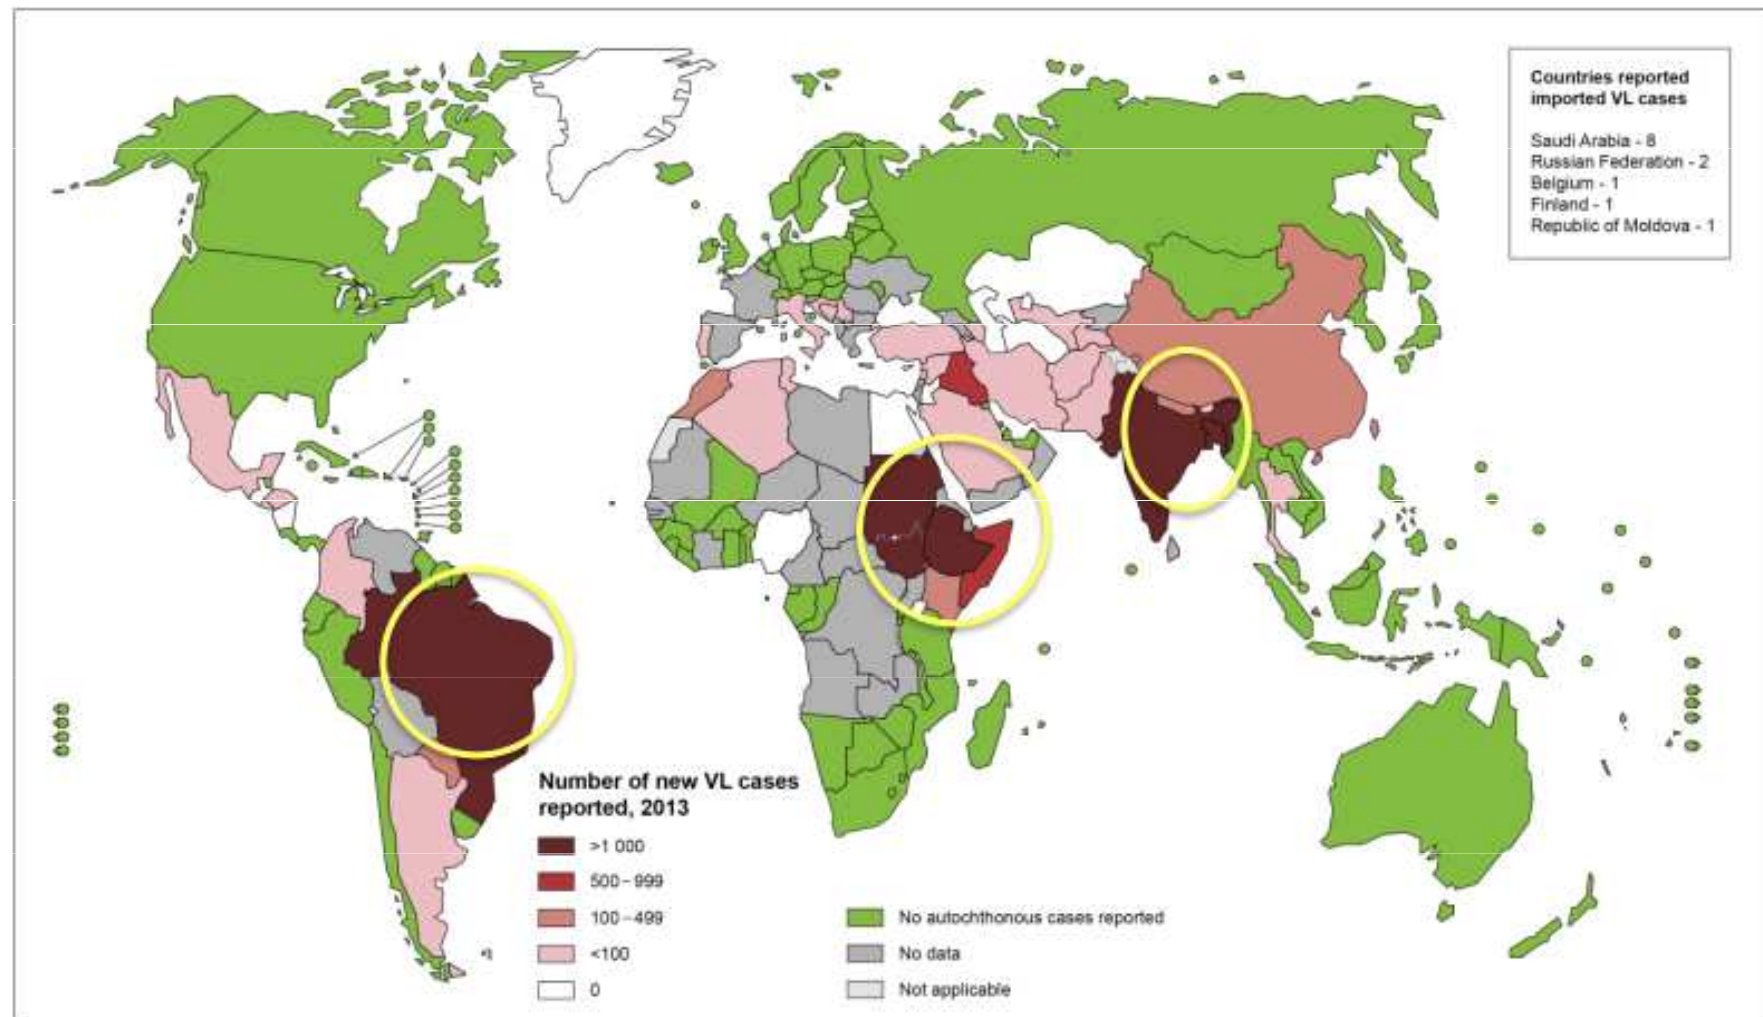 Countries reported
imported VL cases
Saudi Arabia - 8
Russian Federation - 2
Belgium - 1
Finland - 1
Republic of Moldova - 1
Number of new VL cases
reported, 2013
>1 000
500–999
100–499
<100
0
No autochthonous cases reported
No data
Not applicable